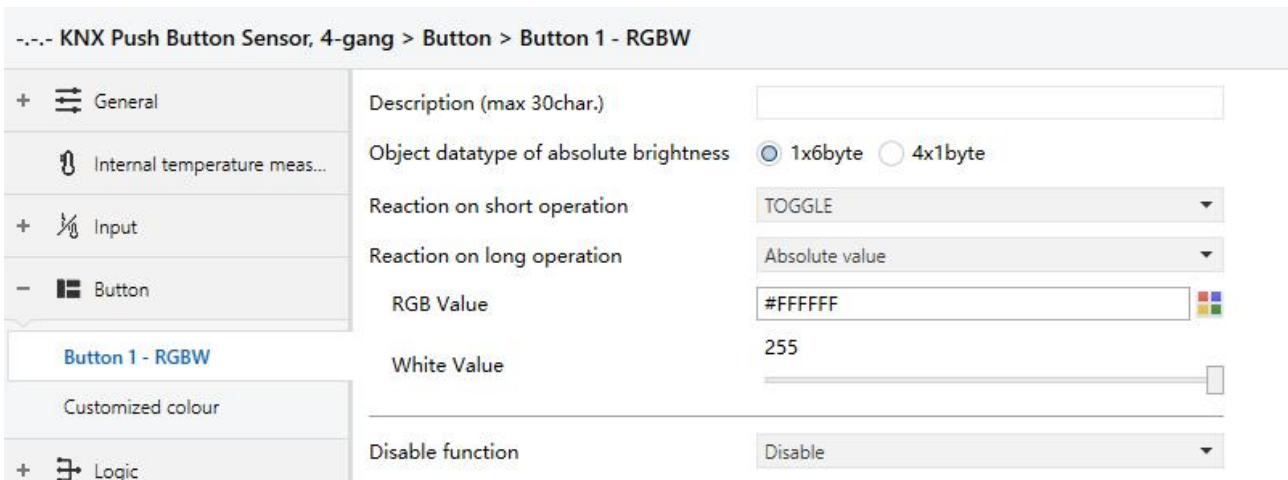 -.-.- KNX Push Button Sensor, 4-gang > Button > Button 1 - RGBW
+ General
Internal temperature meas...
+ Input
- Button
Button 1 - RGBW
Customized colour
+ Logic
Description (max 30char.)
Object datatype of absolute brightness 1x6byte 4x1byte
Reaction on short operation TOGGLE
Reaction on long operation Absolute value
RGB Value #FFFFFF
White Value 255
Disable function Disable